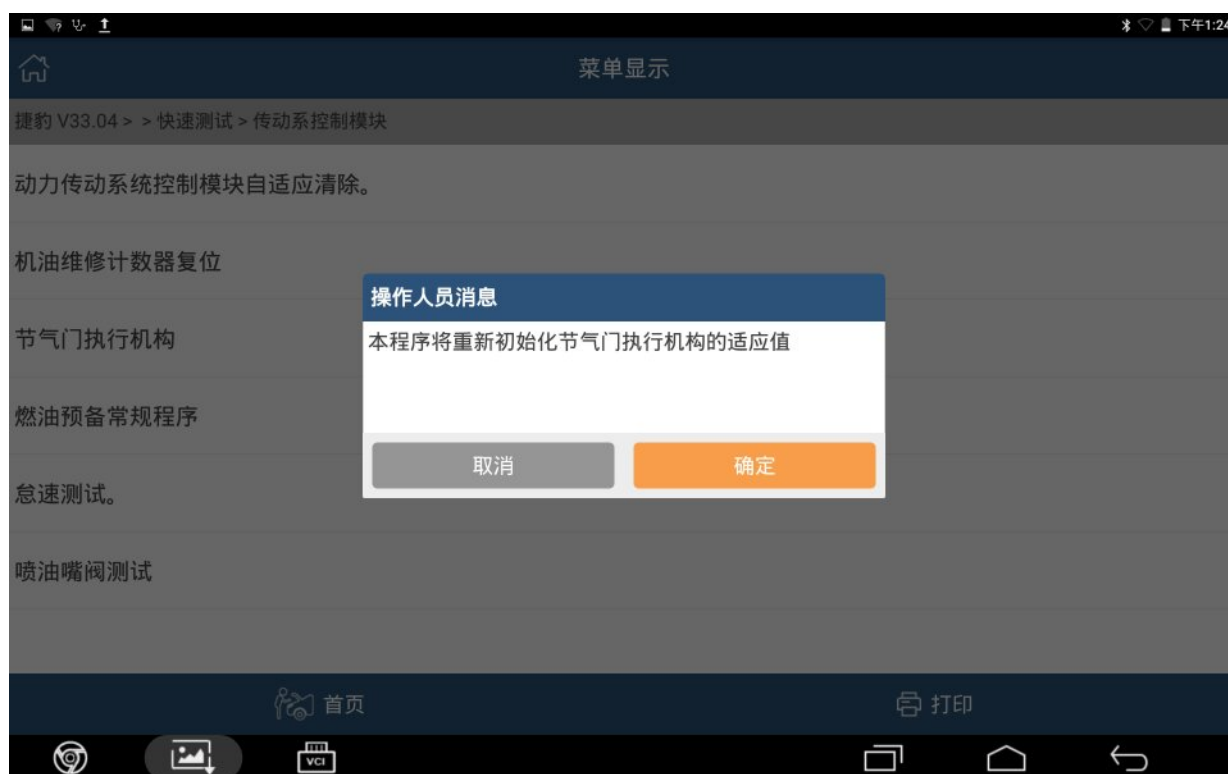 下午1:24
菜单显示
捷豹 V33.04 > > 快速测试 > 传动系控制模块
动力传动系统控制模块自适应清除。
机油维修计数器复位
操作人员消息
节气门执行机构
本程序将重新初始化节气门执行机构的适应值
燃油预备常规程序
取消
确定
怠速测试。
喷油嘴阀测试
首页
打印
VCI